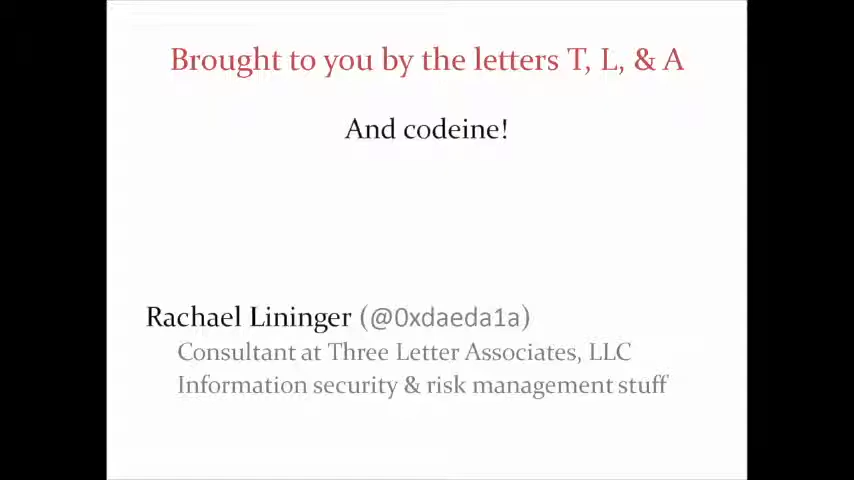 Brought to you by the letters T, L, & A
And codeine!
Rachael Lininger (@0xdaeda1a)
Consultant at Three Letter Associates, LLC
Information security & risk management stuff